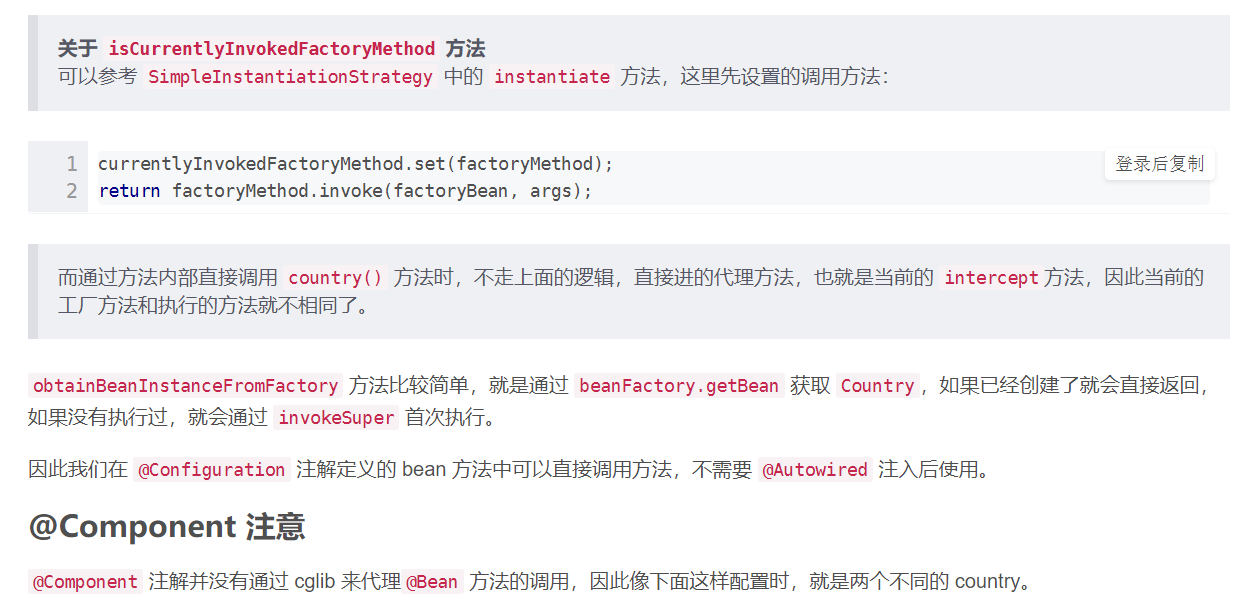 关于 isCurrentlyInvokedFactoryMethod 方法
可以参考 SimpleInstantiationStrategy 中的 instantiate 方法，这里先设置的调用方法：
1 currentlyInvokedFactoryMethod.set(factoryMethod);
登录后复制
2 return factoryMethod.invoke(factoryBean, args);
而通过方法内部直接调用 country() 方法时，不走上面的逻辑，直接进的代理方法，也就是当前的 intercept 方法，因此当前的
工厂方法和执行的方法就不相同了。
obtainBeanInstanceFromFactory 方法比较简单，就是通过 beanFactory.getBean 获取 Country，如果已经创建了就会直接返回，
如果没有执行过，就会通过 invokeSuper 首次执行。
因此我们在 @Configuration 注解定义的 bean 方法中可以直接调用方法，不需要 @Autowired 注入后使用。
@Component 注意
@Component 注解并没有通过 cglib 来代理 @Bean 方法的调用，因此像下面这样配置时，就是两个不同的 country。